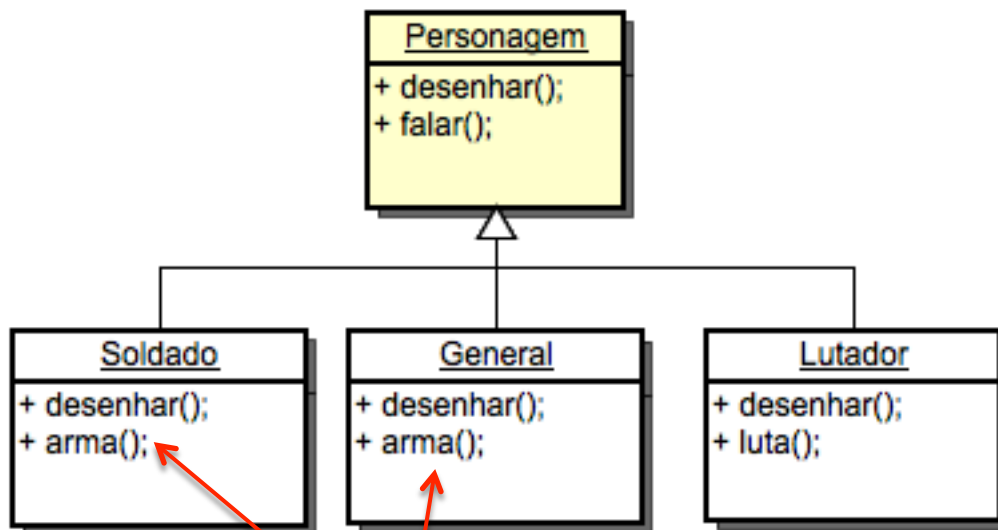 Personagem
+ desenhar();
+ falar();
Soldado
+ desenhar();
+ arma();
General
+ desenhar();
+ arma();
Lutador
+ desenhar();
+ luta();